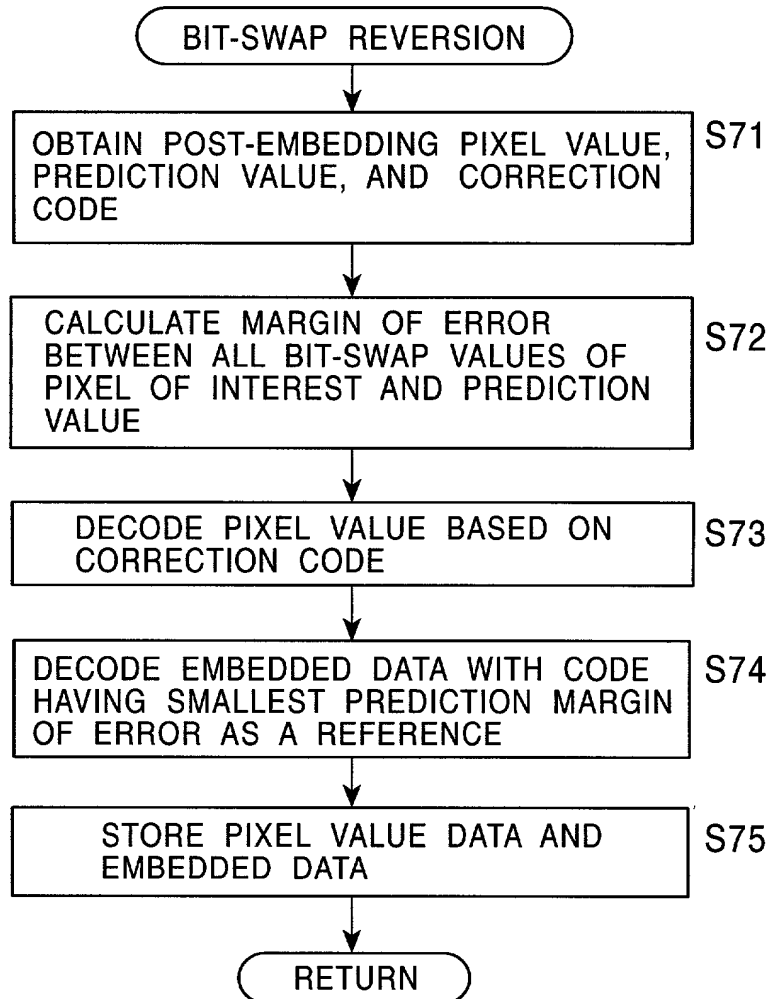 BIT-SWAP REVERSION
S71
OBTAIN POST-EMBEDDING PIXEL VALUE,
PREDICTION VALUE, AND CORRECTION
CODE
S72
CALCULATE MARGIN OF ERROR
BETWEEN ALL BIT-SWAP VALUES OF
PIXEL OF INTEREST AND PREDICTION
VALUE
S73
DECODE PIXEL VALUE BASED ON
CORRECTION CODE
S74
DECODE EMBEDDED DATA WITH CODE
HAVING SMALLEST PREDICTION MARGIN
OF ERROR AS A REFERENCE
S75
STORE PIXEL VALUE DATA AND
EMBEDDED DATA
RETURN